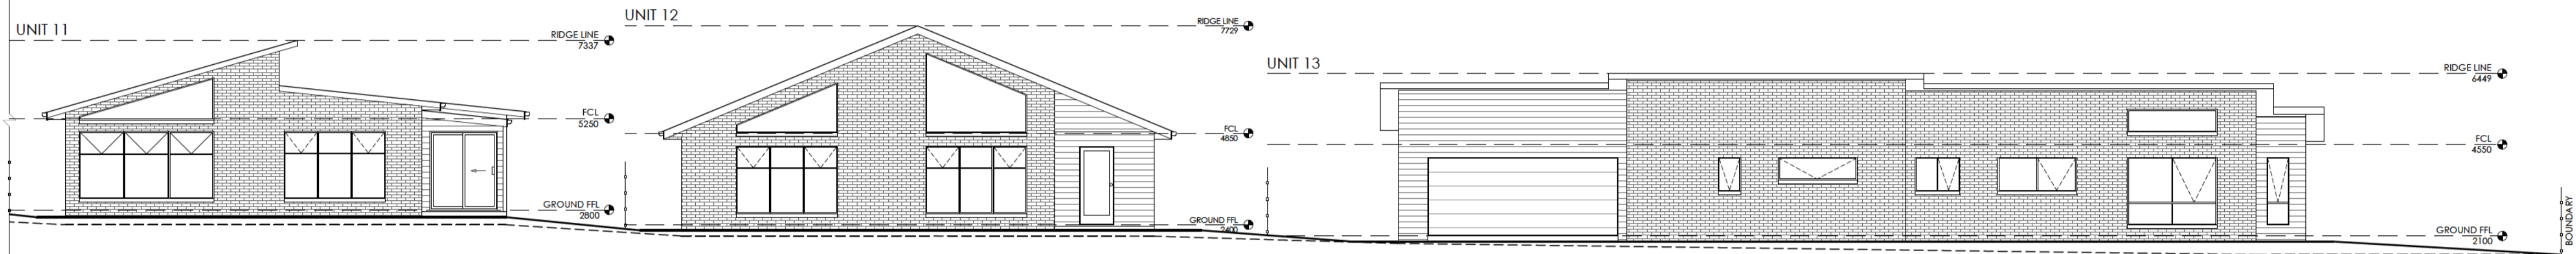 UNIT 11
RIDGE LINE
7337
FCL
5250
GROUND FFL
2800
UNIT 12
RIDGE LINE
7729
FCL
4850
GROUND FFL
2400
UNIT 13
RIDGE LINE
6449
FCL
4550
GROUND FFL
2100
BOUNDARY